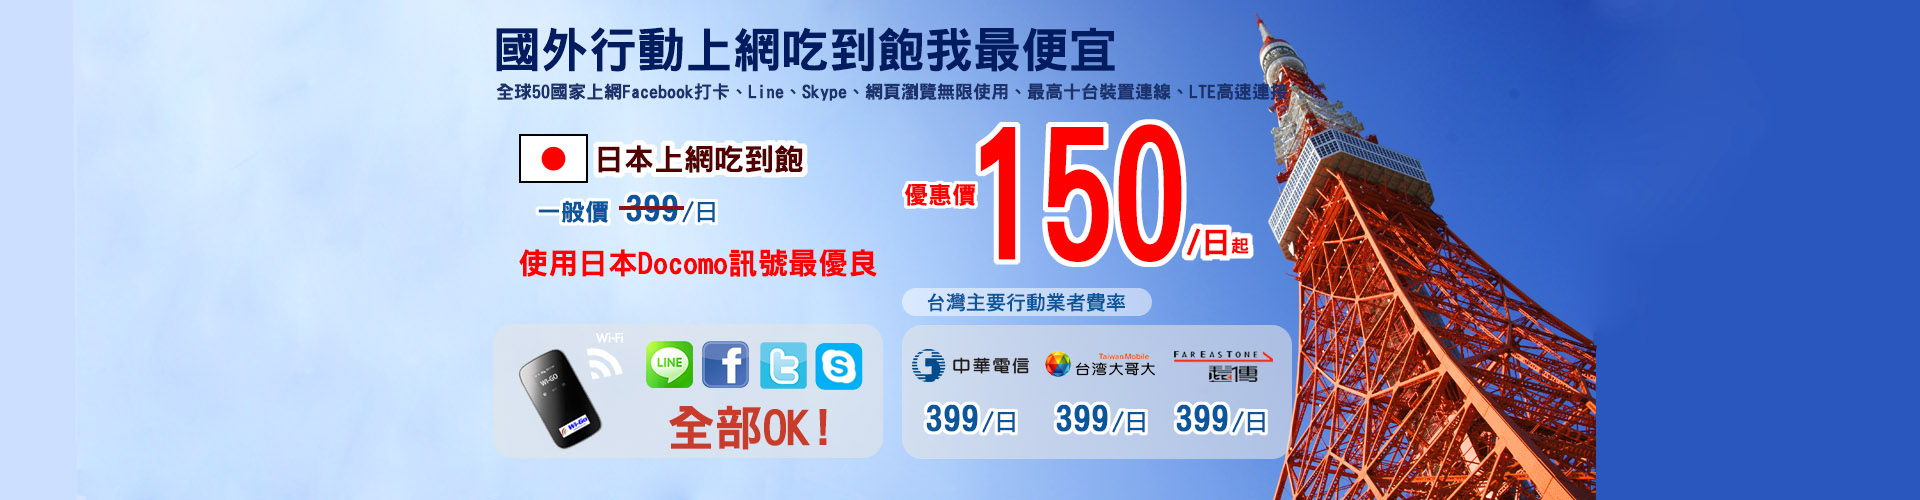 國外行動上網吃到飽我最便宜
全球50國家上網Facebook打卡、Line、Skype、網頁瀏覽無限使用、最高十台裝置連線、LTE高速連接
日本上網吃到飽
一般價 399/日
優惠價150/日起
使用日本Docomo訊號最優良
台灣主要行動業者費率
Wi-Fi
WI-GO
Wi-Go
LINE
全部OK!
中華電信
Taiwan Mobile
台湾大哥大
FAREASTONE
遠傳
399/日 399/日 399/日